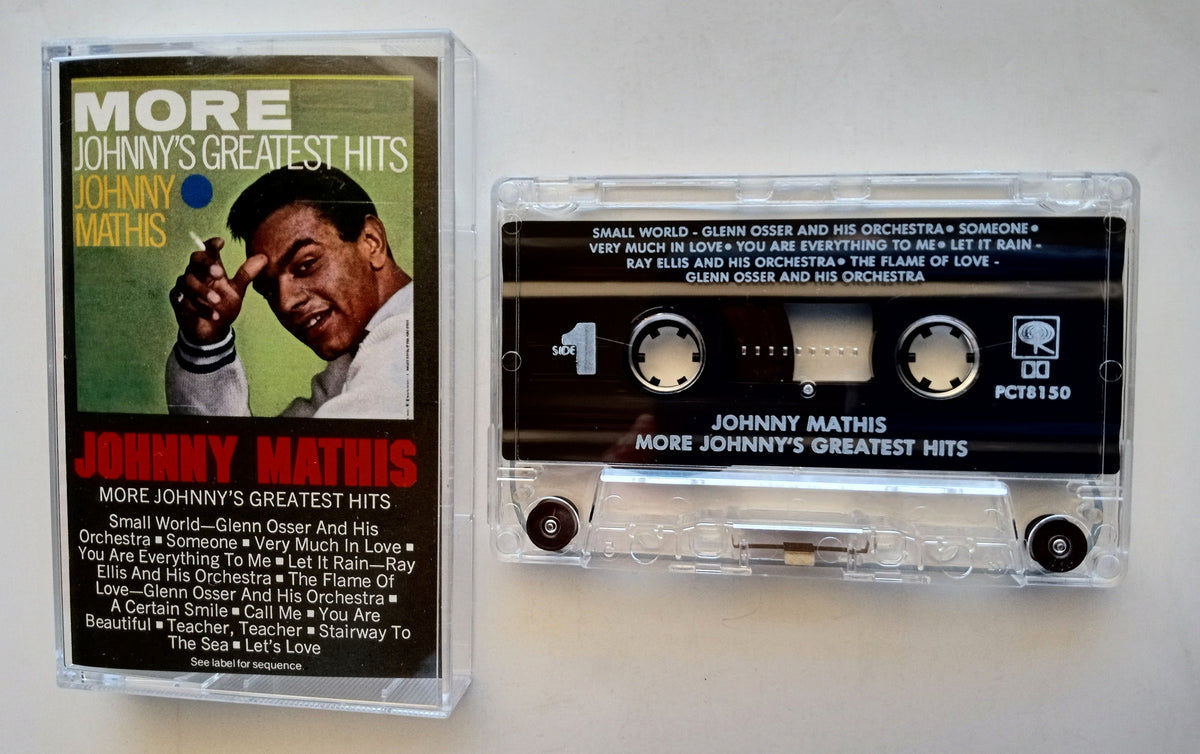 MORE
JOHNNY'S GREATEST HITS
JOHNNY
MATHIS
JOHNNY MATHIS
MORE JOHNNY'S GREATEST HITS
Small World—Glenn Osser And His
Orchestra ▪ Someone ▪ Very Much In Love ▪
You Are Everything To Me ▪ Let It Rain—Ray
Ellis And His Orchestra ▪ The Flame Of
Love—Glenn Osser And His Orchestra ▪
A Certain Smile ▪ Call Me ▪ You Are
Beautiful ▪ Teacher, Teacher ▪ Stairway To
The Sea ▪ Let's Love
See label for sequence
SMALL WORLD - GLENN OSSER AND HIS ORCHESTRA• SOMEONE•
VERY MUCH IN LOVE• YOU ARE EVERYTHING TO ME• LET IT RAIN -
RAY ELLIS AND HIS ORCHESTRA• THE FLAME OF LOVE -
GLENN OSSER AND HIS ORCHESTRA
SIDE 1
PCT8150
JOHNNY MATHIS
MORE JOHNNY'S GREATEST HITS